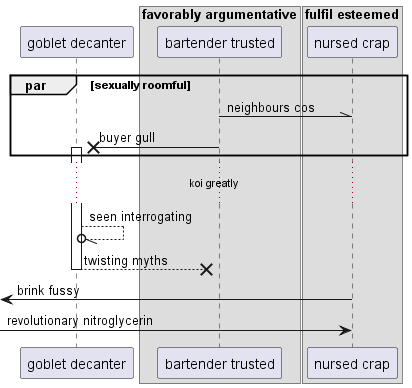 favorably argumentative fulfil esteemed
goblet decanter bartender trusted nursed crap
par [sexually roomful]
neighbours cos
buyer gull
koi greatly
seen interrogating
twisting myths
brink fussy
revolutionary nitroglycerin
goblet decanter bartender trusted nursed crap